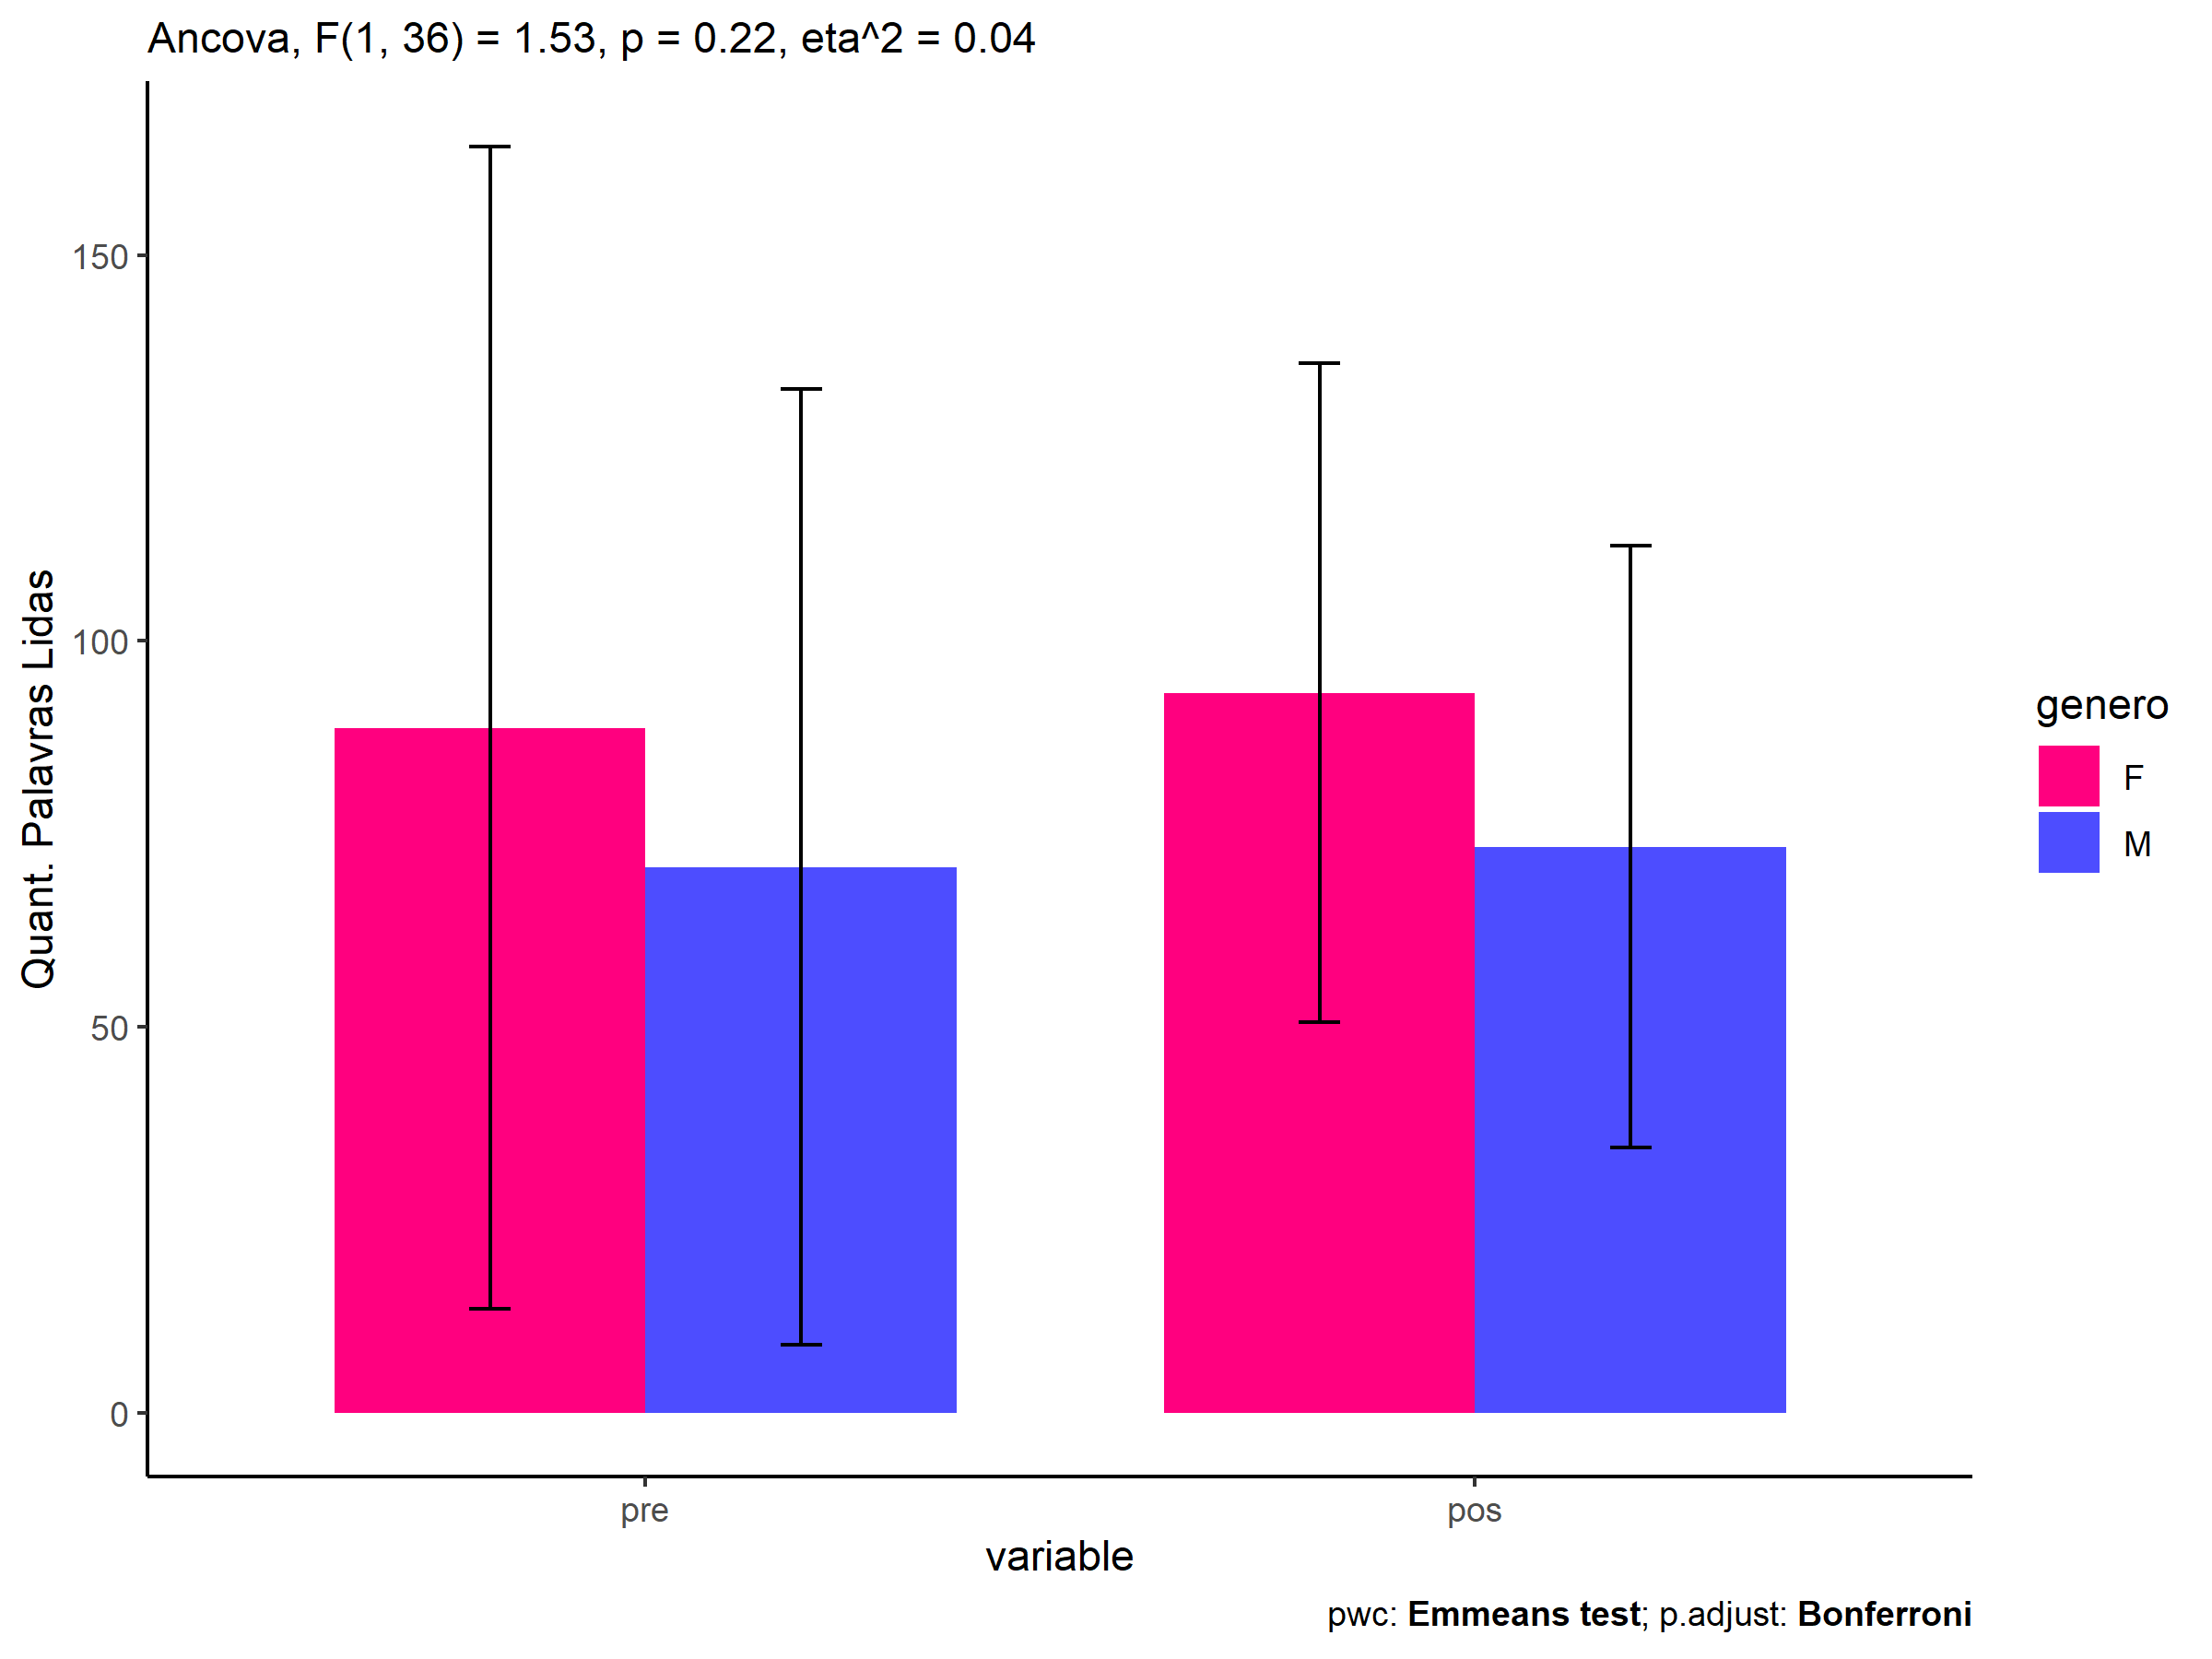 Ancova, F(1, 36) = 1.53, p = 0.22, eta^2 = 0.04
Quant. Palavras Lidas
150
100
50
0
pre
pos
variable
genero
F
M
pwc: Emmeans test; p.adjust: Bonferroni